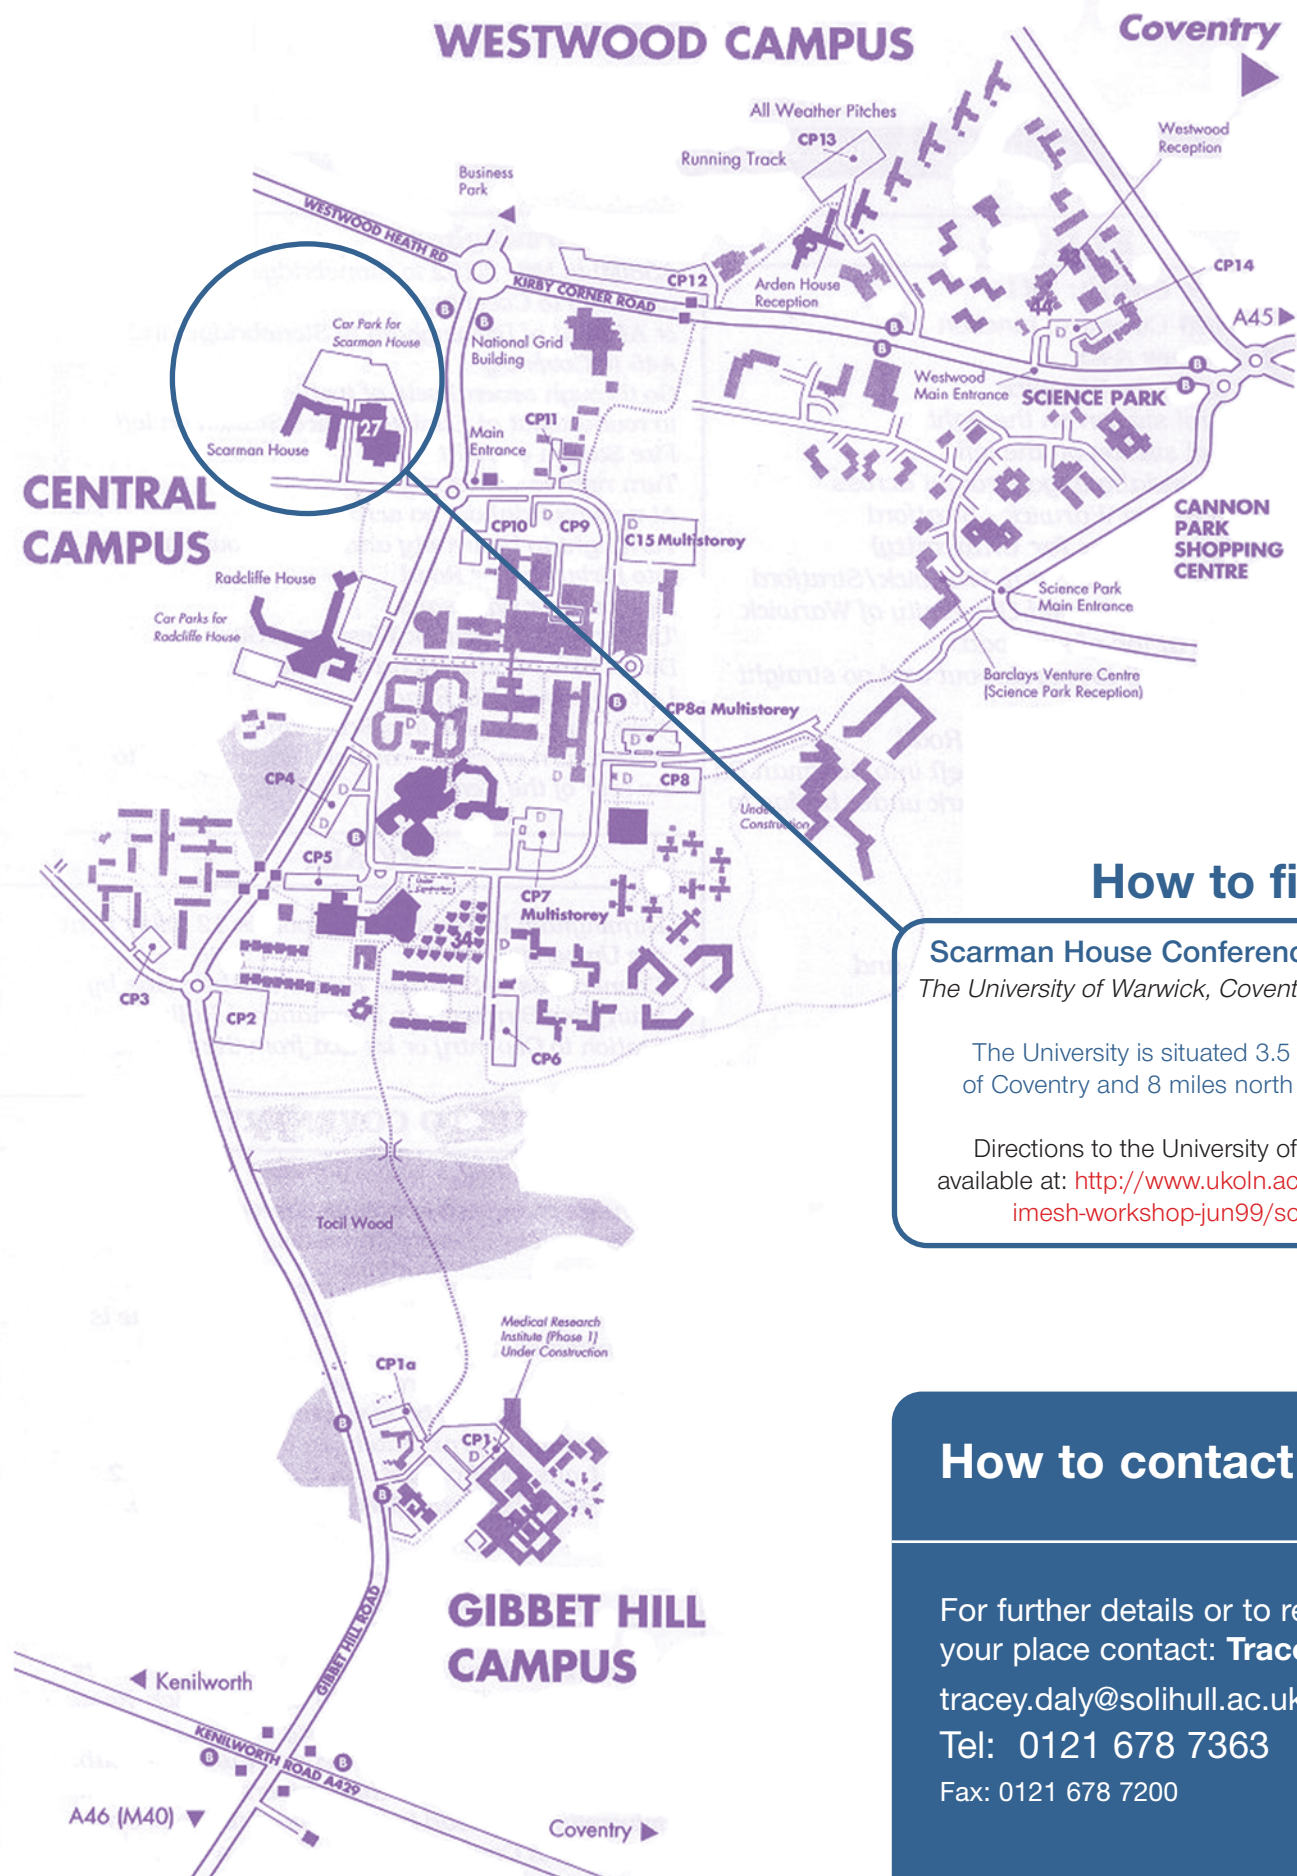 WESTWOOD CAMPUS
Coventry
All Weather Pitches
CP13
Running Track
Westwood
Reception
Business
Park
WESTWOOD HEATH RD
KIRBY CORNER ROAD
CP12
Arden House
Reception
CP14
44
A45
B
B
B
B
B
B
D
Car Park for
Scarman House
National Grid
Building
Westwood
Main Entrance
SCIENCE PARK
27
Scarman House
CP11
Main
Entrance
D
CENTRAL
CAMPUS
CP10
D
CP9
D
C15 Multistorey
CANNON
PARK
SHOPPING
CENTRE
Radcliffe House
Car Parks for
Radcliffe House
Science Park
Main Entrance
Barclays Venture Centre
(Science Park Reception)
B
CP8a Multistorey
D
D
CP4
D
D
D
D
CP8
D
B
Under
Construction
CP5
CP7
Multistorey
34
D
CP3
CP2
CP6
How to fi
Scarman House Conferenc
The University of Warwick, Covent
The University is situated 3.5
of Coventry and 8 miles north
Directions to the University of
available at: http://www.ukoln.ac
imesh-workshop-jun99/sc
Tocil Wood
Medical Research
Institute (Phase 1)
Under Construction
CP1a
B
CP1
D
B
How to contact
GIBBET HILL
CAMPUS
GIBBET HILL ROAD
For further details or to re
your place contact: Trac
tracey.daly@solihull.ac.uk
Tel: 0121 678 7363
Fax: 0121 678 7200
Kenilworth
KENILWORTH ROAD A429
B
B
A46 (M40)
Coventry